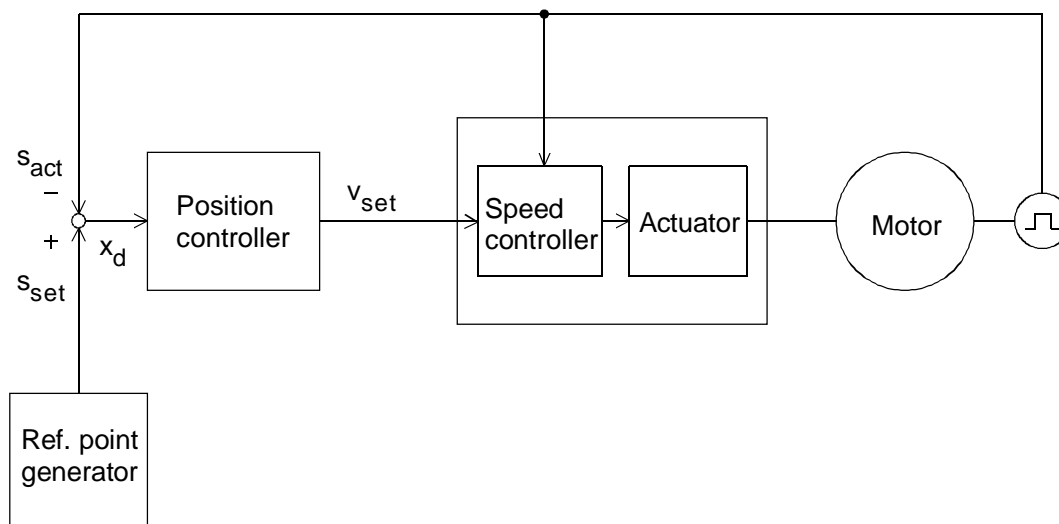 s_act
−
+
x_d
s_set
Position
controller
v_set
Speed
controller
Actuator
Motor
Ref. point
generator